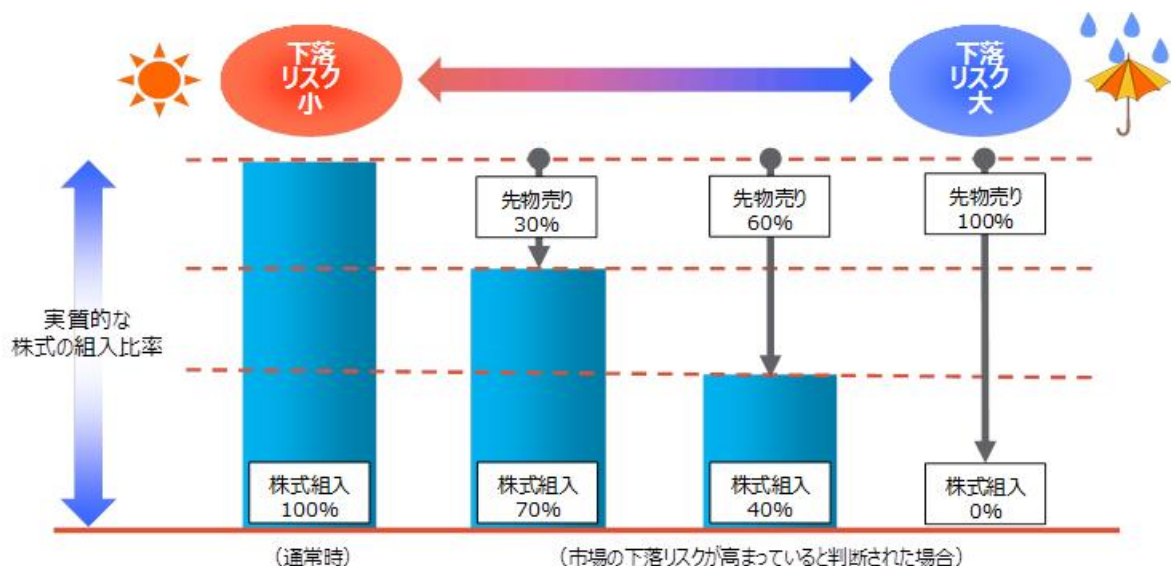 下落
リスク
小
下落
リスク
大
先物売り
30%
先物売り
60%
先物売り
100%
実質的な
株式の組入比率
株式組入
100%
株式組入
70%
株式組入
40%
株式組入
0%
（通常時）
（市場の下落リスクが高まっていると判断された場合）